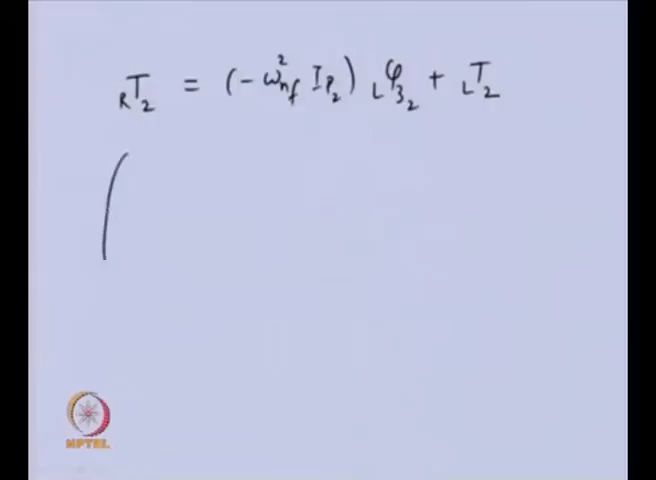 RT2 = (-ω²nf Ip2) Lφ32 + LT2
(
NPTEL